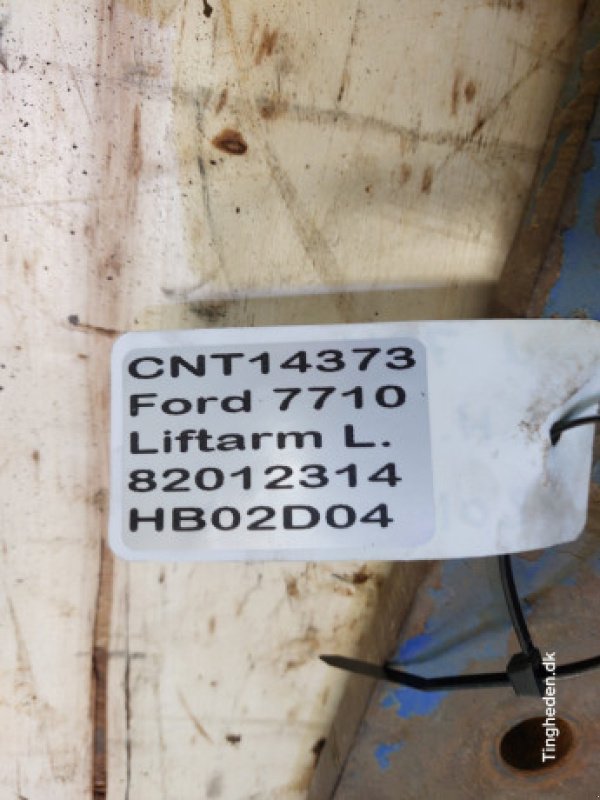 CNT14373
Ford 7710
Liftarm L.
82012314
HB02D04
Tingheden.dk